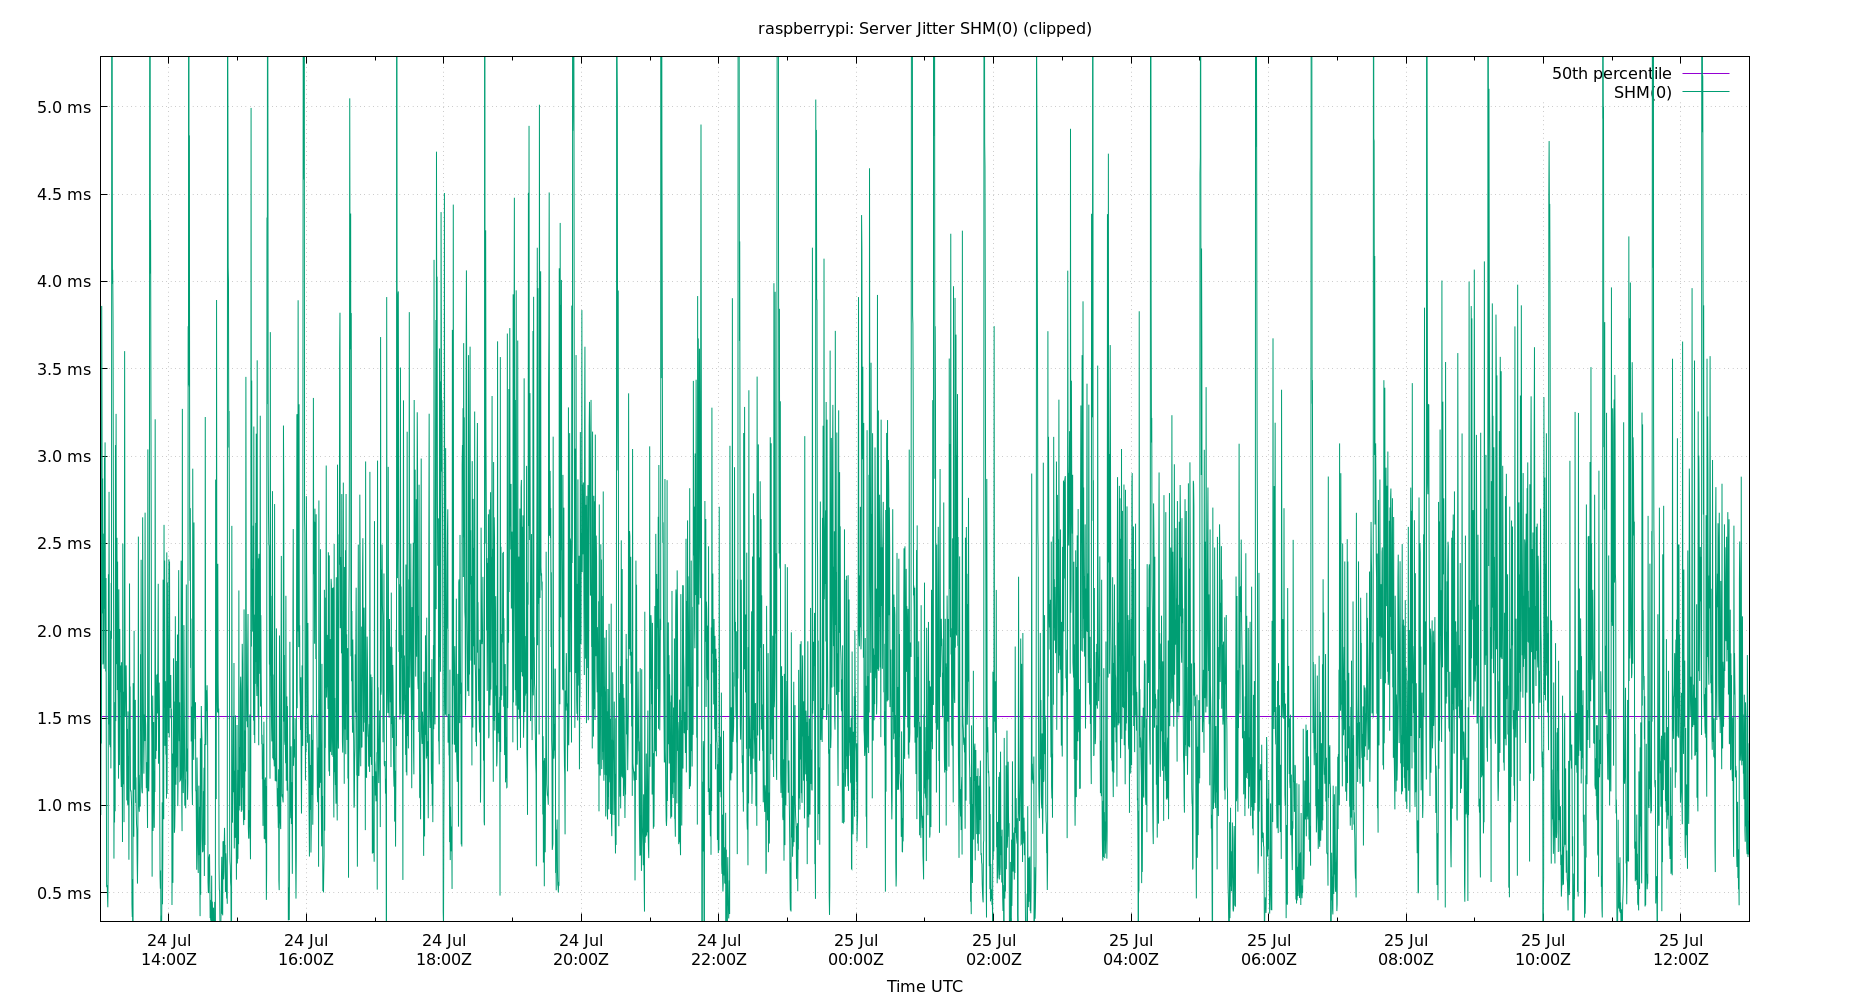 raspberrypi: Server Jitter SHM(0) (clipped)
50th percentile
SHM(0)
5.0 ms
4.5 ms
4.0 ms
3.5 ms
3.0 ms
2.5 ms
2.0 ms
1.5 ms
1.0 ms
0.5 ms
24 Jul 24 Jul 24 Jul 24 Jul 24 Jul 25 Jul 25 Jul 25 Jul 25 Jul 25 Jul 25 Jul 25 Jul
14:00Z 16:00Z 18:00Z 20:00Z 22:00Z 00:00Z 02:00Z 04:00Z 06:00Z 08:00Z 10:00Z 12:00Z
Time UTC